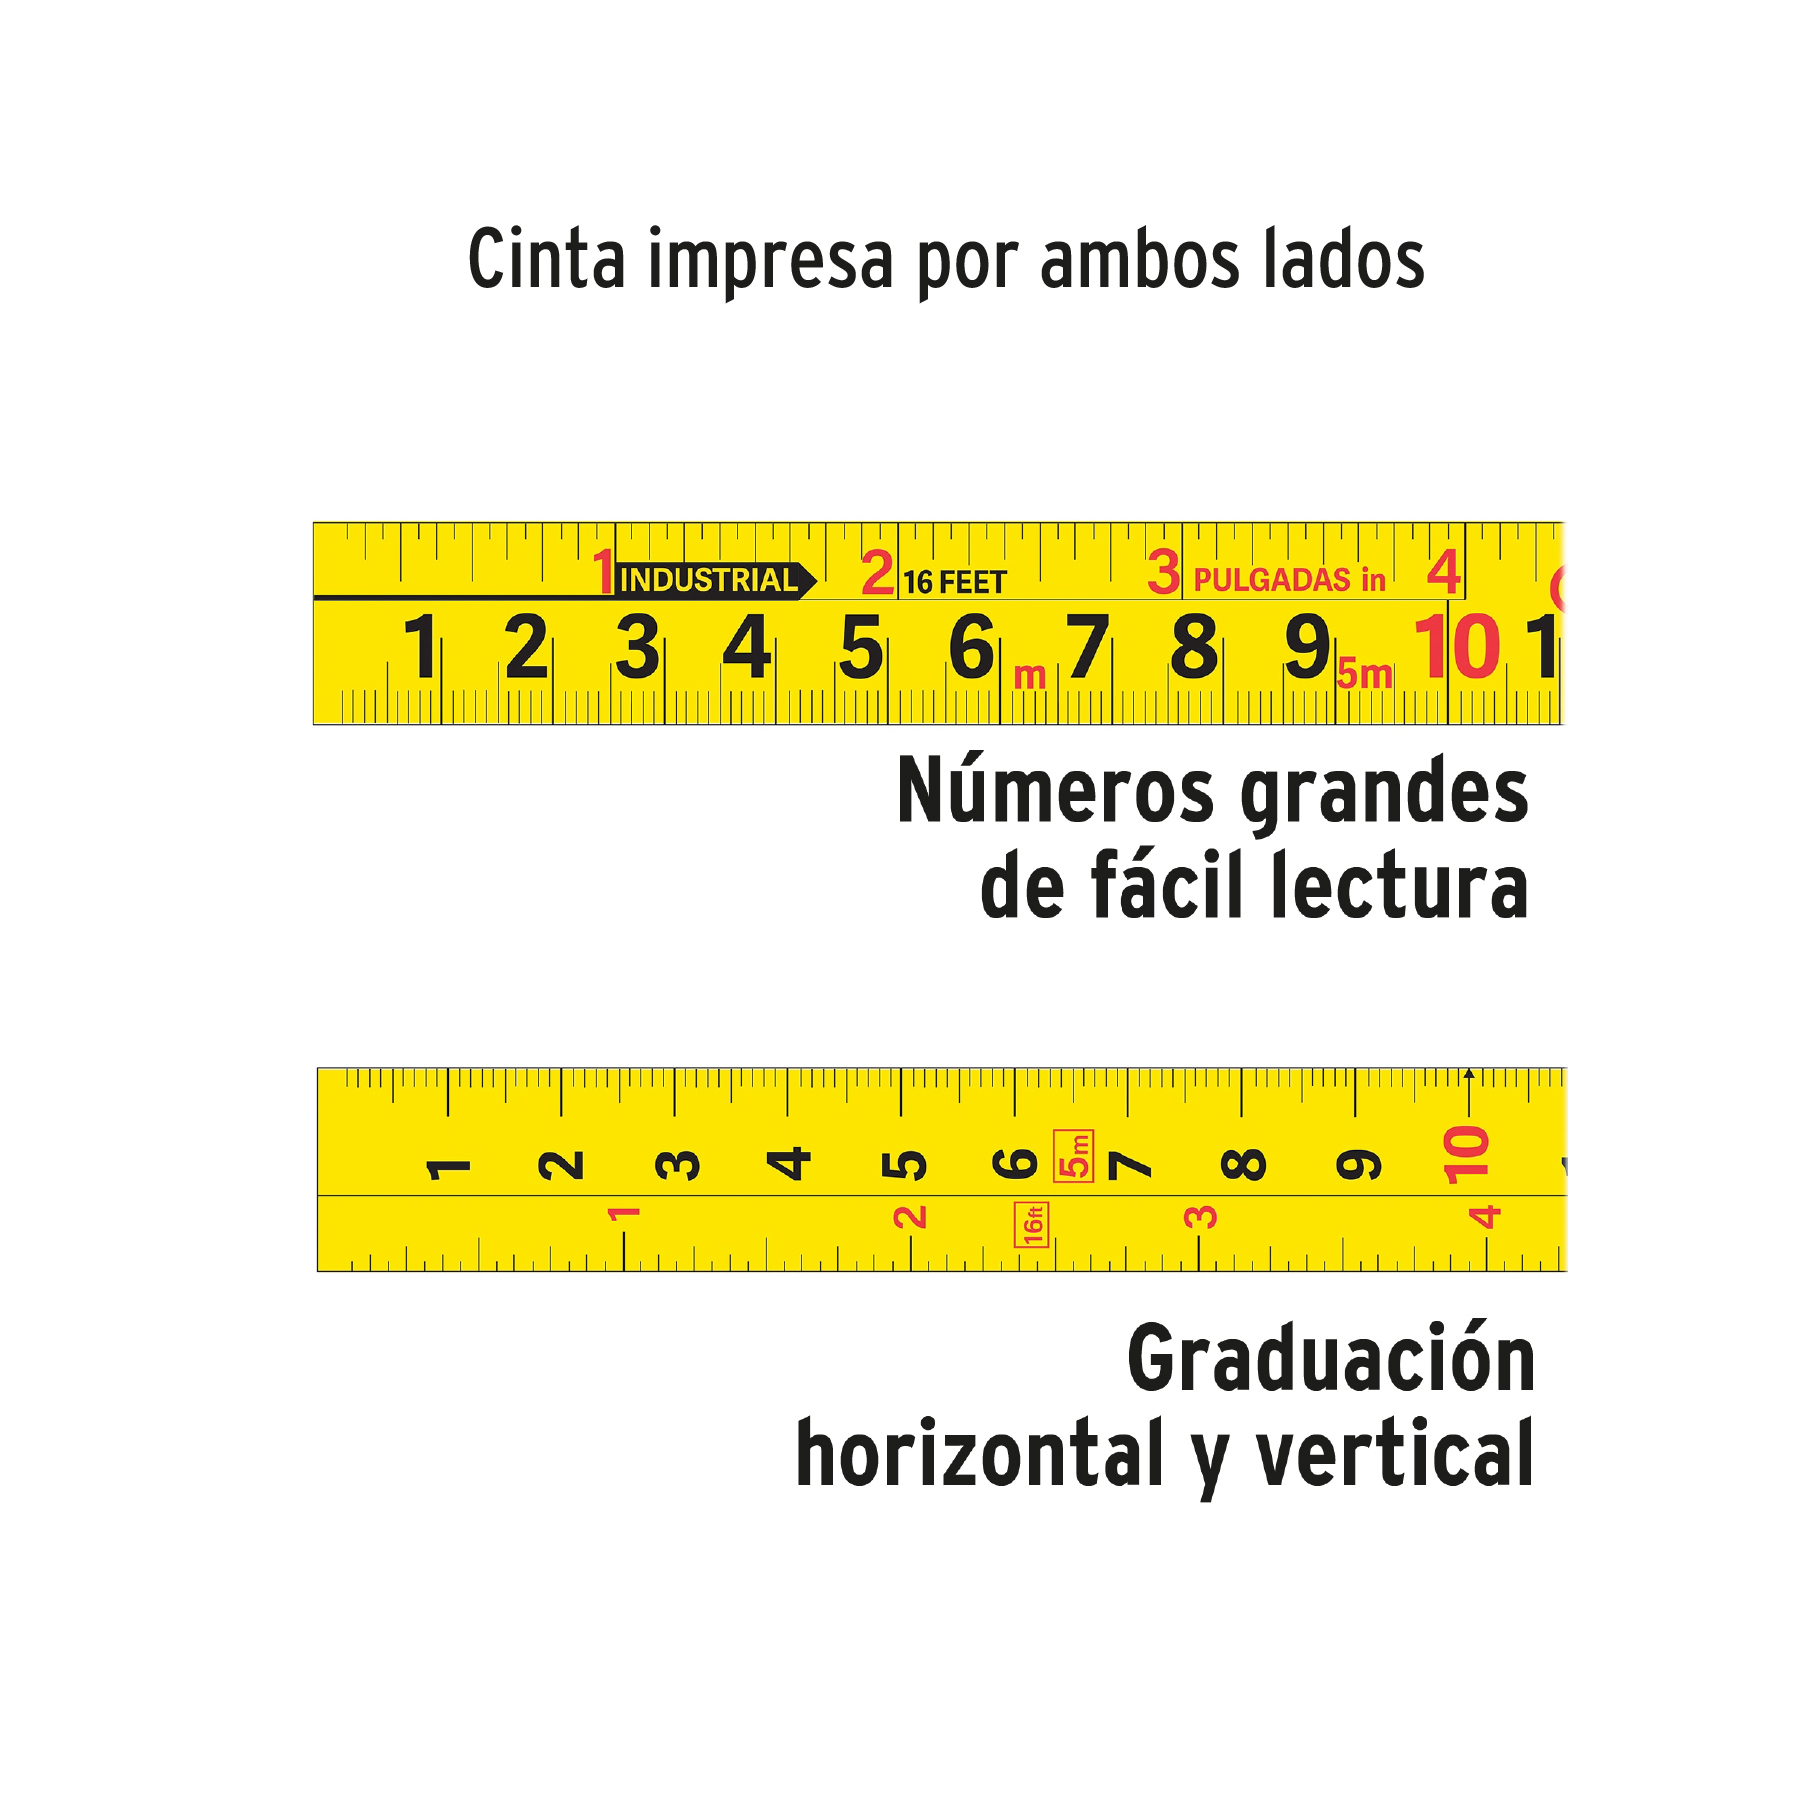 Cinta impresa por ambos lados
1 INDUSTRIAL 2 16 FEET 3 PULGADAS in 4
1 2 3 4 5 6 m 7 8 9 5m 10 1
Números grandes
de fácil lectura
1 2 3 4 5 6 5m 7 8 9 10
1 2 16ft 3 4
Graduación
horizontal y vertical